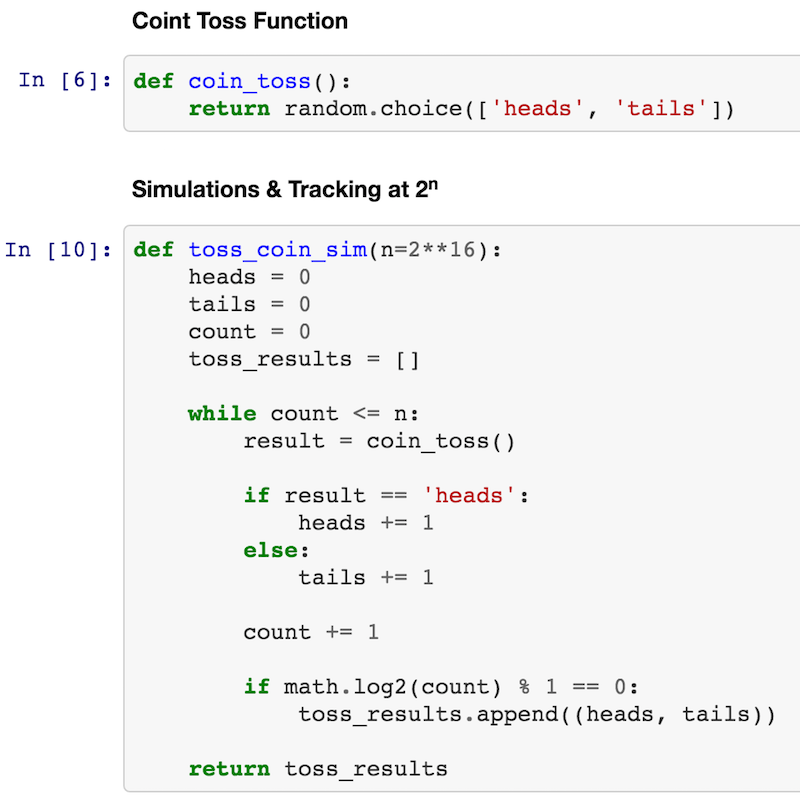 Coint Toss Function
In [6]: def coin_toss():
return random.choice(['heads', 'tails'])
Simulations & Tracking at 2ⁿ
In [10]: def toss_coin_sim(n=2**16):
heads = 0
tails = 0
count = 0
toss_results = []
while count <= n:
result = coin_toss()
if result == 'heads':
heads += 1
else:
tails += 1
count += 1
if math.log2(count) % 1 == 0:
toss_results.append((heads, tails))
return toss_results